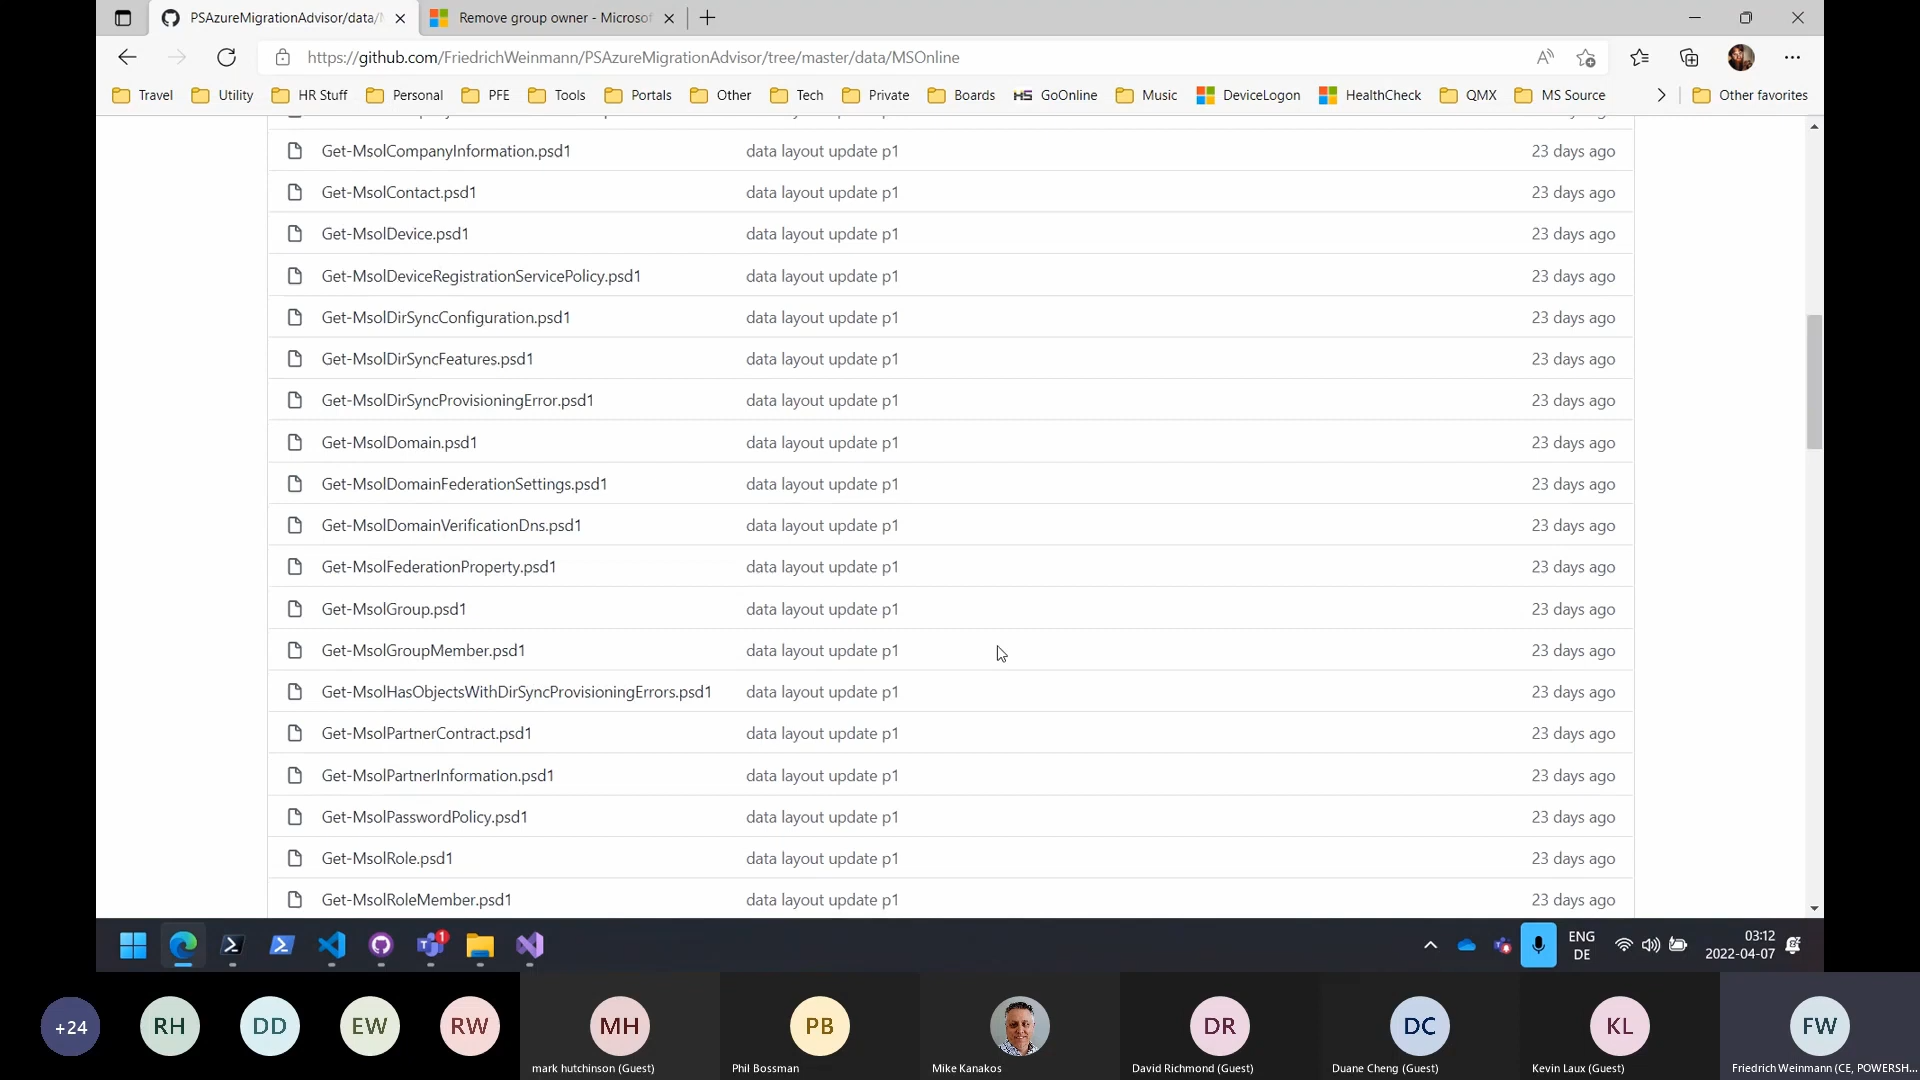 PSAzureMigrationAdvisor/data/
Remove group owner - Microsof
https://github.com/FriedrichWeinmann/PSAzureMigrationAdvisor/tree/master/data/MSOnline
Travel Utility HR Stuff Personal PFE Tools Portals Other Tech Private Boards GoOnline Music DeviceLogon HealthCheck QMX MS Source Other favorites
Get-MsolCompanyInformation.psd1 data layout update p1 23 days ago
Get-MsolContact.psd1 data layout update p1 23 days ago
Get-MsolDevice.psd1 data layout update p1 23 days ago
Get-MsolDeviceRegistrationServicePolicy.psd1 data layout update p1 23 days ago
Get-MsolDirSyncConfiguration.psd1 data layout update p1 23 days ago
Get-MsolDirSyncFeatures.psd1 data layout update p1 23 days ago
Get-MsolDirSyncProvisioningError.psd1 data layout update p1 23 days ago
Get-MsolDomain.psd1 data layout update p1 23 days ago
Get-MsolDomainFederationSettings.psd1 data layout update p1 23 days ago
Get-MsolDomainVerificationDns.psd1 data layout update p1 23 days ago
Get-MsolFederationProperty.psd1 data layout update p1 23 days ago
Get-MsolGroup.psd1 data layout update p1 23 days ago
Get-MsolGroupMember.psd1 data layout update p1 23 days ago
Get-MsolHasObjectsWithDirSyncProvisioningErrors.psd1 data layout update p1 23 days ago
Get-MsolPartnerContract.psd1 data layout update p1 23 days ago
Get-MsolPartnerInformation.psd1 data layout update p1 23 days ago
Get-MsolPasswordPolicy.psd1 data layout update p1 23 days ago
Get-MsolRole.psd1 data layout update p1 23 days ago
Get-MsolRoleMember.psd1 data layout update p1 23 days ago
1
ENG
DE
03:12
2022-04-07
+24 RH DD EW RW MH PB DR DC KL FW
mark hutchinson (Guest) Phil Bossman Mike Kanakos David Richmond (Guest) Duane Cheng (Guest) Kevin Laux (Guest) Friedrich Weinmann (CE, POWERSH...